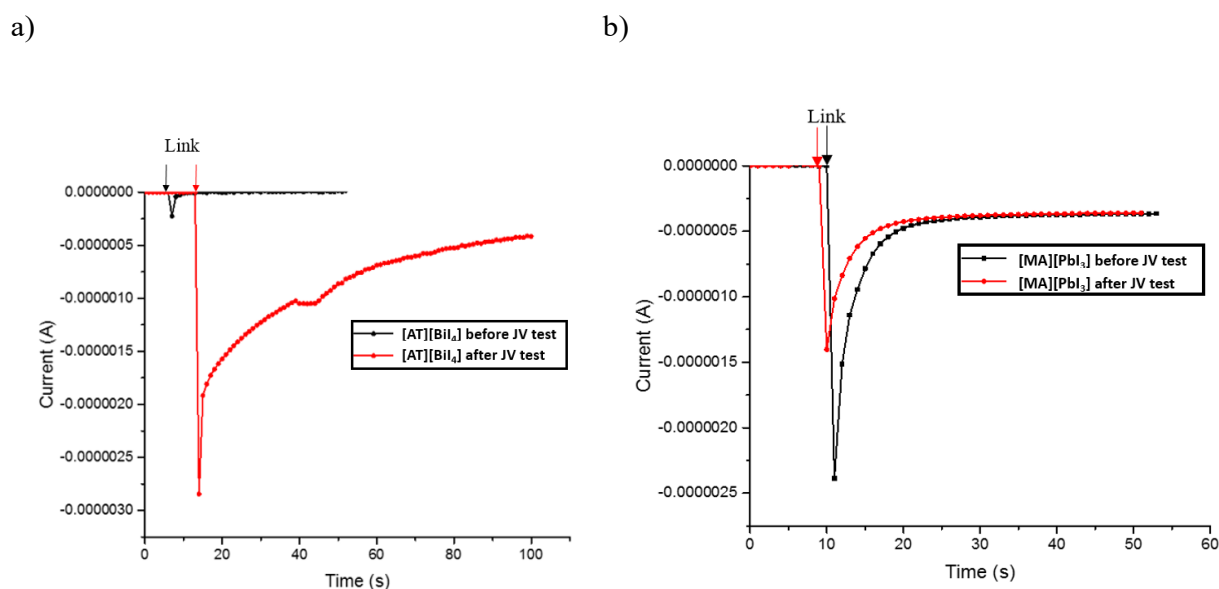 a)
Link
0.0000000
-0.0000005
-0.0000010
-0.0000015
-0.0000020
-0.0000025
-0.0000030
Current (A)
[AT][BiI₄] before JV test
[AT][BiI₄] after JV test
0 20 40 60 80 100
Time (s)
b)
Link
0.0000000
-0.0000005
-0.0000010
-0.0000015
-0.0000020
-0.0000025
Current (A)
[MA][PbI₃] before JV test
[MA][PbI₃] after JV test
0 10 20 30 40 50 60
Time (s)